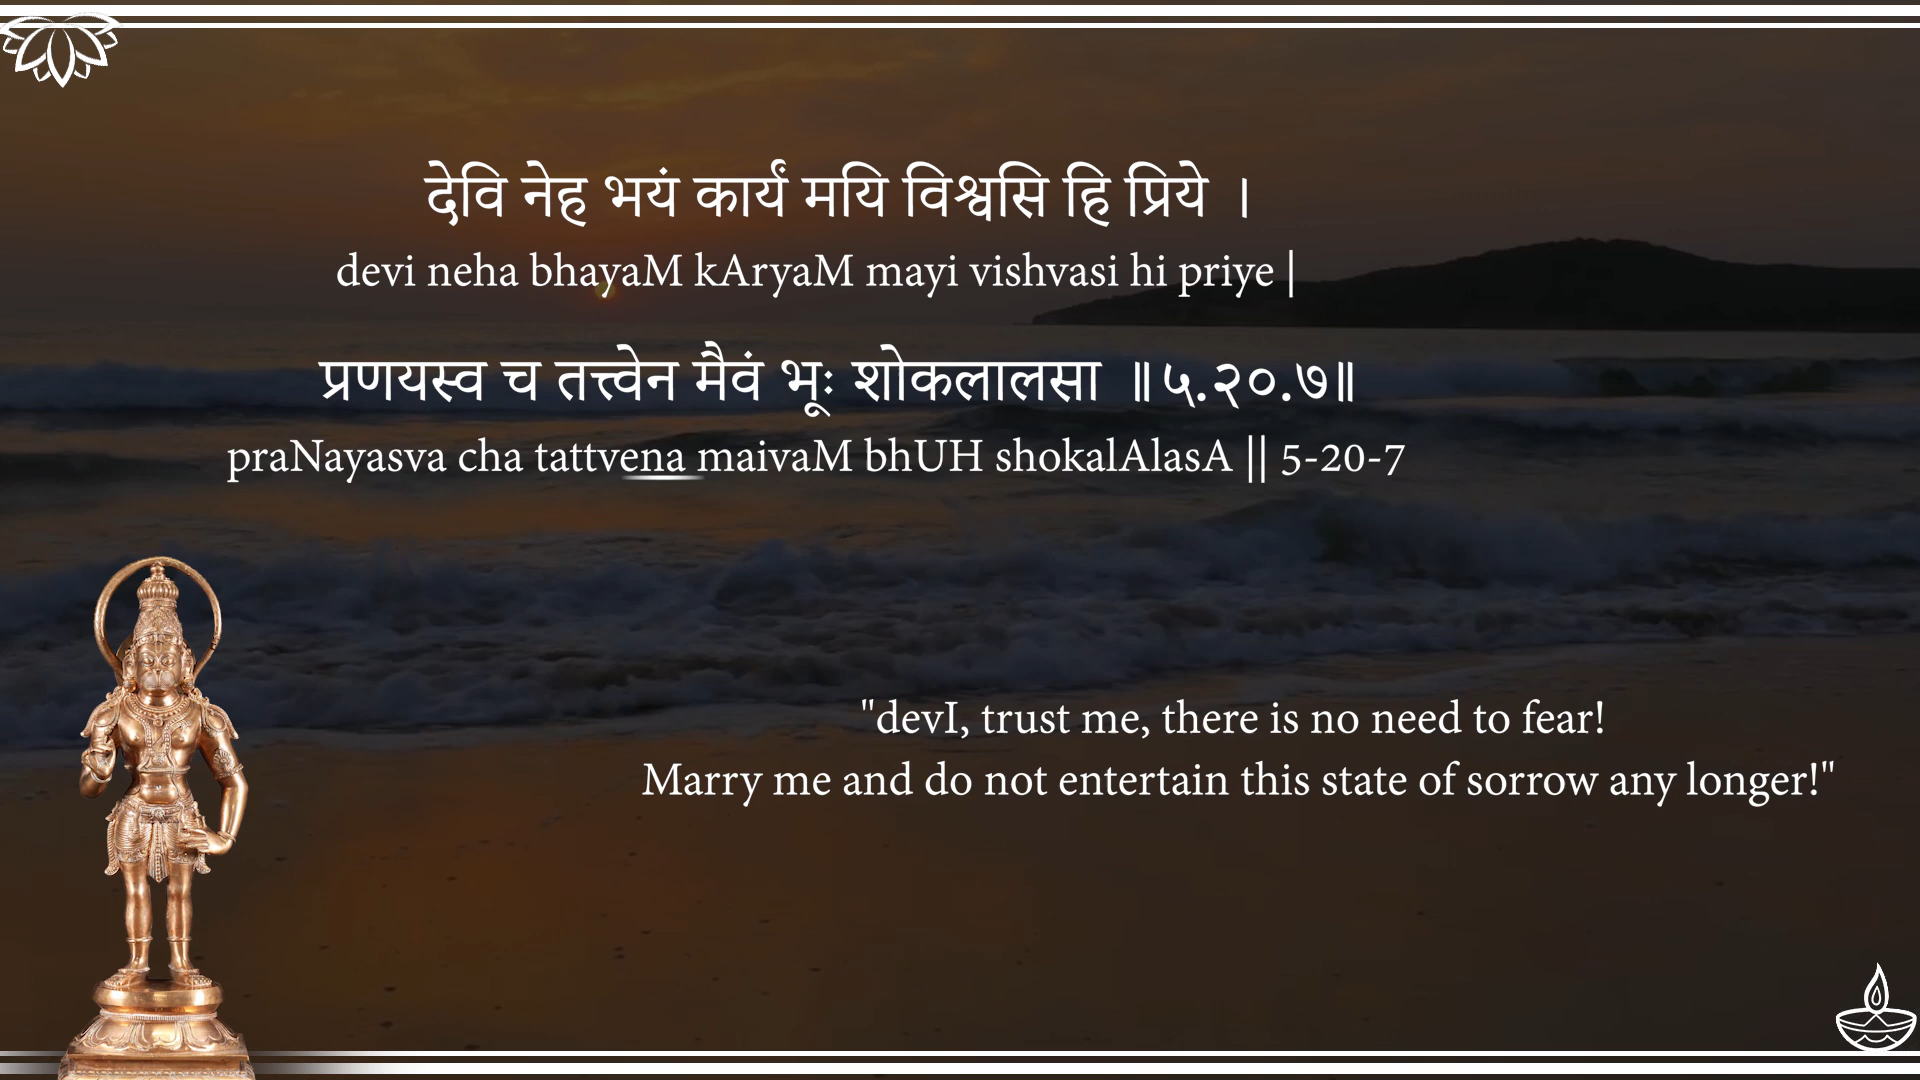 देवि नेह भयं कार्यं मयि विश्वसि हि प्रिये ।
devi neha bhayaM kAryaM mayi vishvasi hi priye |
प्रणयस्व च तत्त्वेन मैवं भूः शोकलालसा ॥५.२०.७॥
praNayasva cha tattvena maivaM bhUH shokalAlasA || 5-20-7
"devI, trust me, there is no need to fear!
Marry me and do not entertain this state of sorrow any longer!"